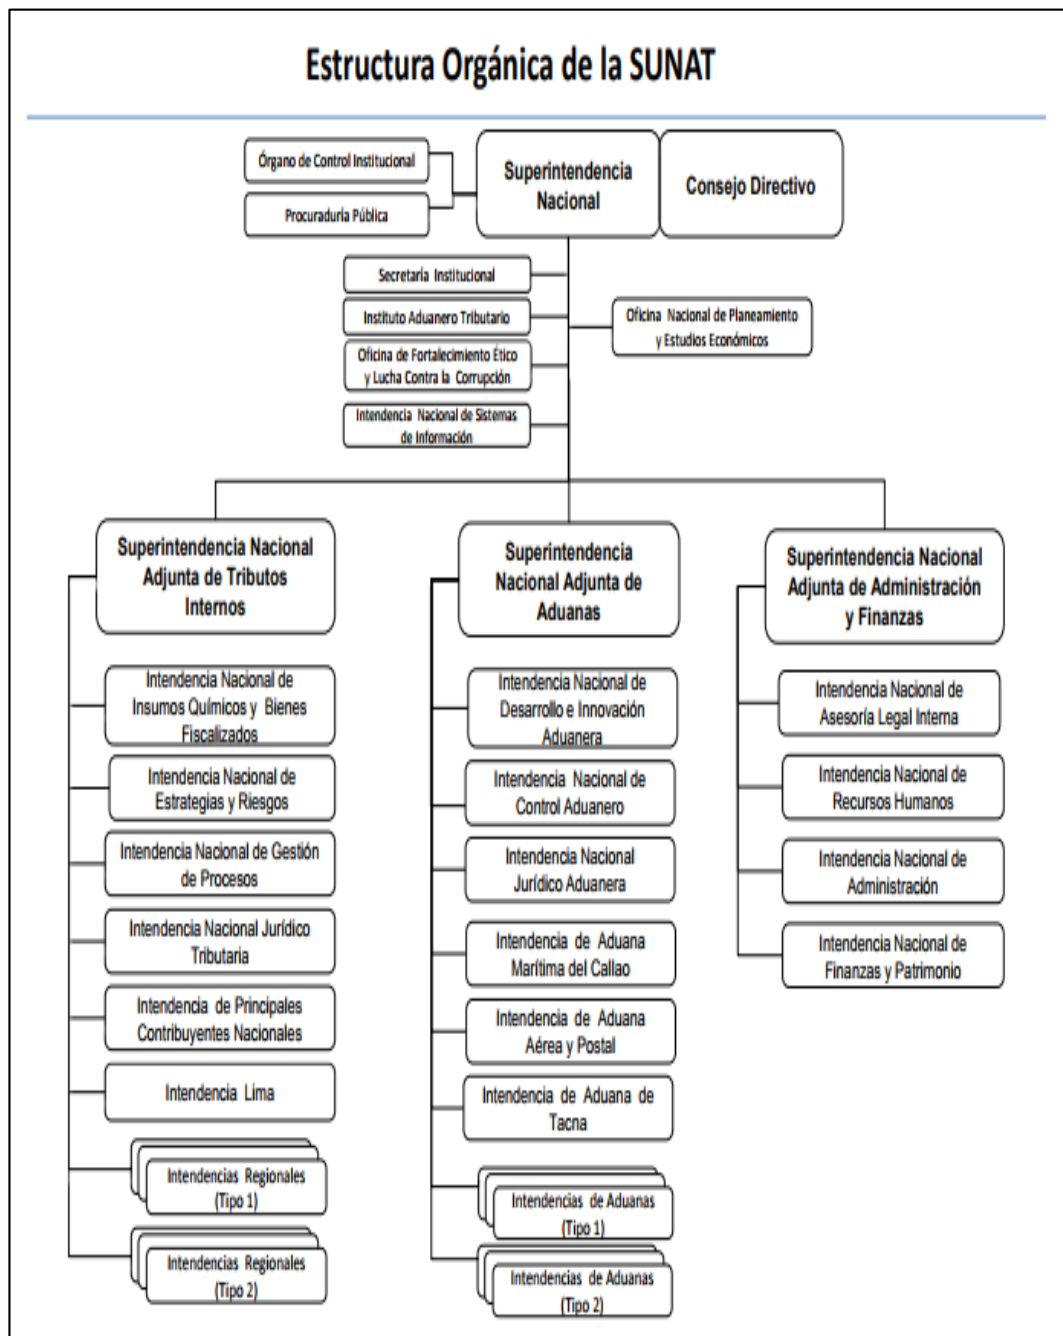 Estructura Orgánica de la SUNAT
Órgano de Control Institucional
Procuraduría Pública
Superintendencia
Nacional
Consejo Directivo
Secretaría Institucional
Instituto Aduanero Tributario
Oficina de Fortalecimiento Ético
y Lucha Contra la Corrupción
Intendencia Nacional de Sistemas
de Información
Oficina Nacional de Planeamiento
y Estudios Económicos
Superintendencia Nacional
Adjunta de Tributos
Internos
Intendencia Nacional de
Insumos Químicos y Bienes
Fiscalizados
Intendencia Nacional de
Estrategias y Riesgos
Intendencia Nacional de Gestión
de Procesos
Intendencia Nacional Jurídico
Tributaria
Intendencia de Principales
Contribuyentes Nacionales
Intendencia Lima
Intendencias Regionales
(Tipo 1)
Intendencias Regionales
(Tipo 2)
Superintendencia
Nacional Adjunta de
Aduanas
Intendencia Nacional de
Desarrollo e Innovación
Aduanera
Intendencia Nacional de
Control Aduanero
Intendencia Nacional
Jurídico Aduanera
Intendencia de Aduana
Marítima del Callao
Intendencia de Aduana
Aérea y Postal
Intendencia de Aduana de
Tacna
Intendencias de Aduanas
(Tipo 1)
Intendencias de Aduanas
(Tipo 2)
Superintendencia Nacional
Adjunta de Administración
y Finanzas
Intendencia Nacional de
Asesoría Legal Interna
Intendencia Nacional de
Recursos Humanos
Intendencia Nacional de
Administración
Intendencia Nacional de
Finanzas y Patrimonio